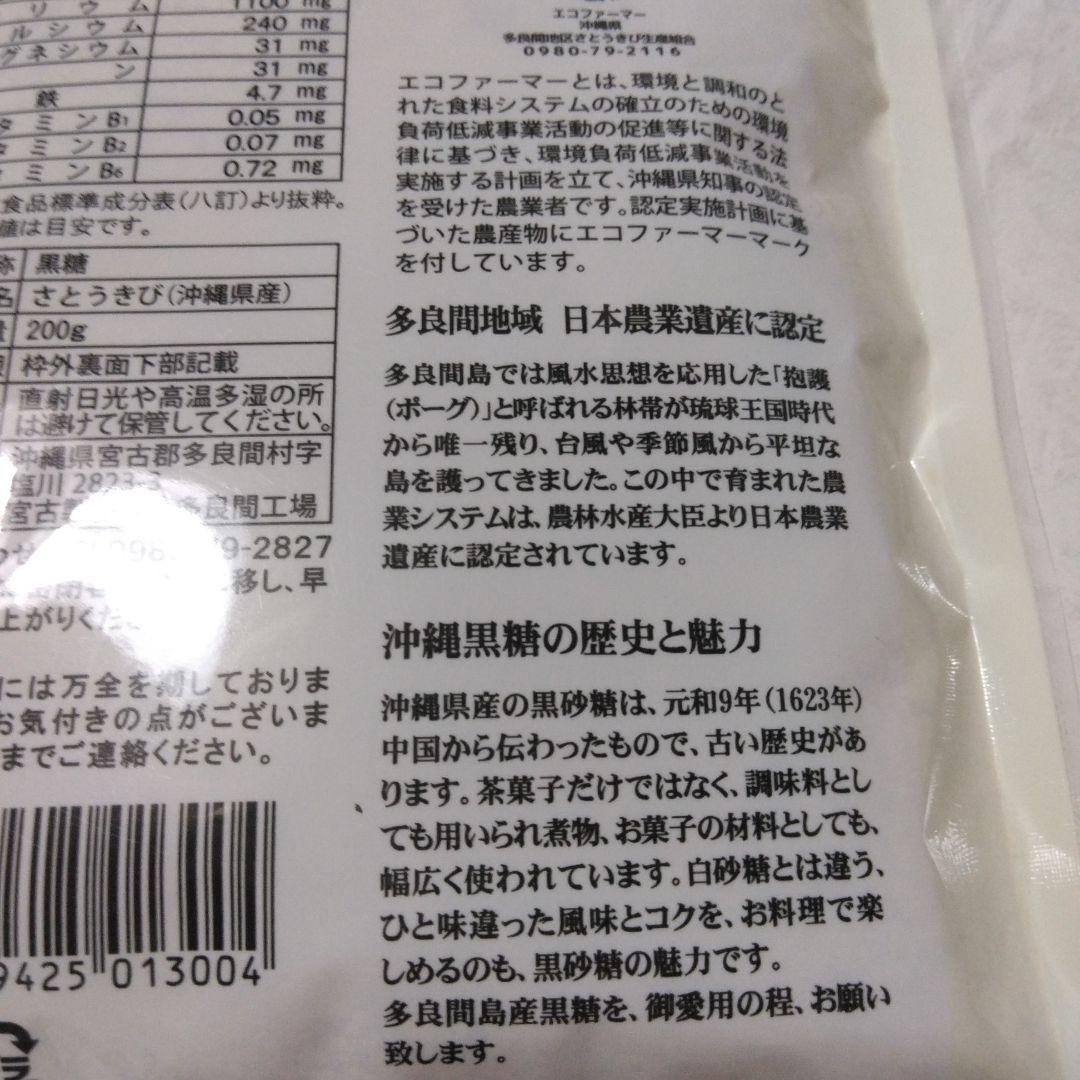 リウム 1100 mg
ルシウム 240 mg
グネシウム 31 mg
ン 31 mg
鉄 4.7 mg
タミンB₁ 0.05 mg
タミンB₂ 0.07 mg
ミンB₆ 0.72 mg
食品標準成分表(八訂)より抜粋。
値は目安です。
称 黒糖
名 さとうきび(沖縄県産)
量 200g
限 枠外裏面下部記載
直射日光や高温多湿の所
は避けて保管してください。
沖縄県宮古郡多良間村字
塩川 2823-3
宮古 多良間工場
わせ 9-2827
移し、早
上がりくだ
には万全を期しておりま
お気付きの点がございま
までご連絡ください。
9425 013004
エコファーマー
沖縄県
多良間地区さとうきび生産組合
0980-79-2116
エコファーマーとは、環境と調和のと
れた食料システムの確立のための環境
負荷低減事業活動の促進等に関する法
律に基づき、環境負荷低減事業活動を
実施する計画を立て、沖縄県知事の認定
を受けた農業者です。認定実施計画に基
づいた農産物にエコファーマーマーク
を付しています。
多良間地域 日本農業遺産に認定
多良間島では風水思想を応用した「抱護
(ポーグ)」と呼ばれる林帯が琉球王国時代
から唯一残り、台風や季節風から平坦な
島を護ってきました。この中で育まれた農
業システムは、農林水産大臣より日本農業
遺産に認定されています。
沖縄黒糖の歴史と魅力
沖縄県産の黒砂糖は、元和9年(1623年)
中国から伝わったもので、古い歴史があ
ります。茶菓子だけではなく、調味料とし
ても用いられ煮物、お菓子の材料としても、
幅広く使われています。白砂糖とは違う、
ひと味違った風味とコクを、お料理で楽
しめるのも、黒砂糖の魅力です。
多良間島産黒糖を、御愛用の程、お願い
致します。